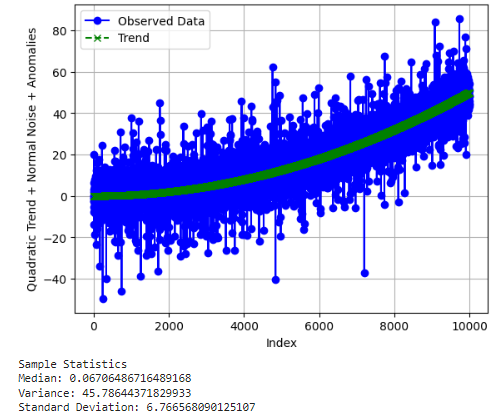 Observed Data
Trend
Quadratic Trend + Normal Noise + Anomalies
80
60
40
20
0
−20
−40
0
2000
4000
6000
8000
10000
Index
Sample Statistics
Median: 0.06706486716489168
Variance: 45.78644371829933
Standard Deviation: 6.766568090125107